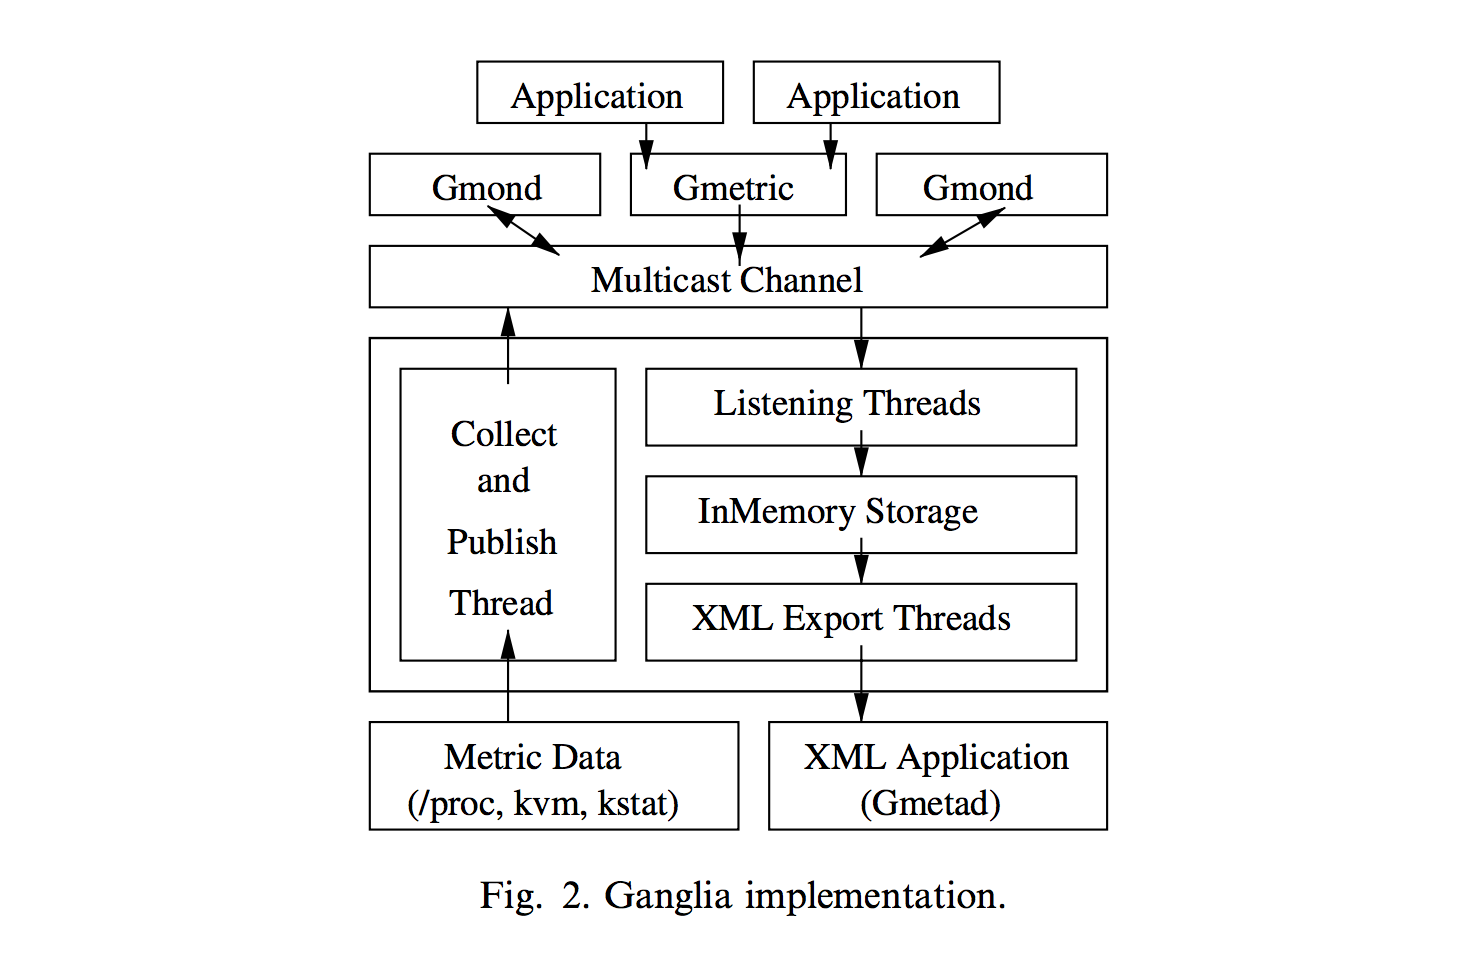 Application
Application
Gmond
Gmetric
Gmond
Multicast Channel
Collect
and
Publish
Thread
Listening Threads
InMemory Storage
XML Export Threads
Metric Data
(/proc, kvm, kstat)
XML Application
(Gmetad)
Fig. 2. Ganglia implementation.